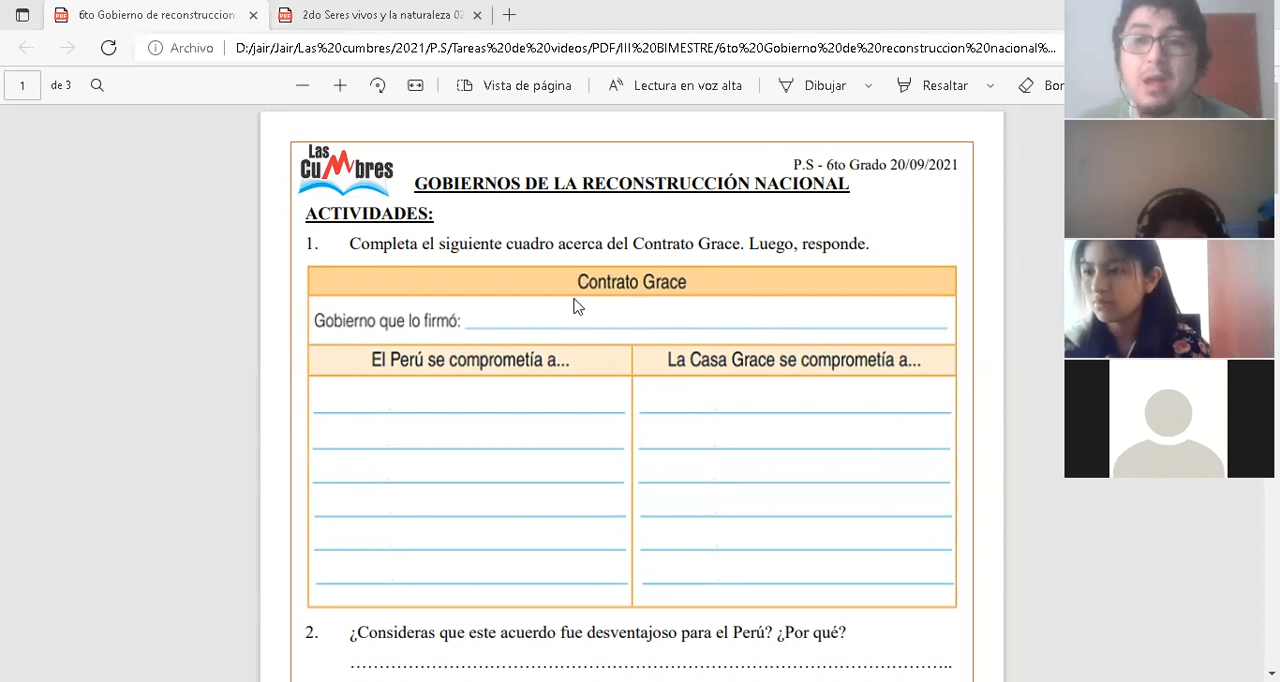 6to Gobierno de reconstruccion
2do Seres vivos y la naturaleza 02
Archivo
D:/jair/Jair/Las%20cumbres/2021/P.S/Tareas%20de%20videos/PDF/III%20BIMESTRE/6to%20Gobierno%20de%20reconstruccion%20nacional%...
1 de 3
Vista de página
Lectura en voz alta
Dibujar
Resaltar
Bor
Las Cumbres
P.S - 6to Grado 20/09/2021
GOBIERNOS DE LA RECONSTRUCCIÓN NACIONAL
ACTIVIDADES:
1. Completa el siguiente cuadro acerca del Contrato Grace. Luego, responde.
Contrato Grace
Gobierno que lo firmó:
El Perú se comprometía a...
La Casa Grace se comprometía a...
2. ¿Consideras que este acuerdo fue desventajoso para el Perú? ¿Por qué?